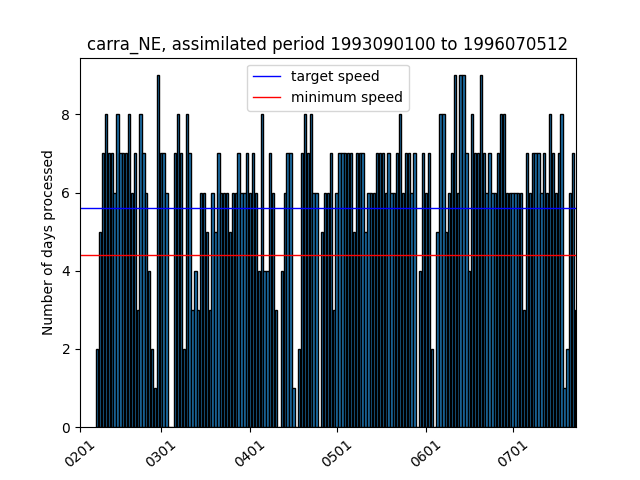 carra_NE, assimilated period 1993090100 to 1996070512
target speed
minimum speed
Number of days processed
8
6
4
2
0
0201
0301
0401
0501
0601
0701